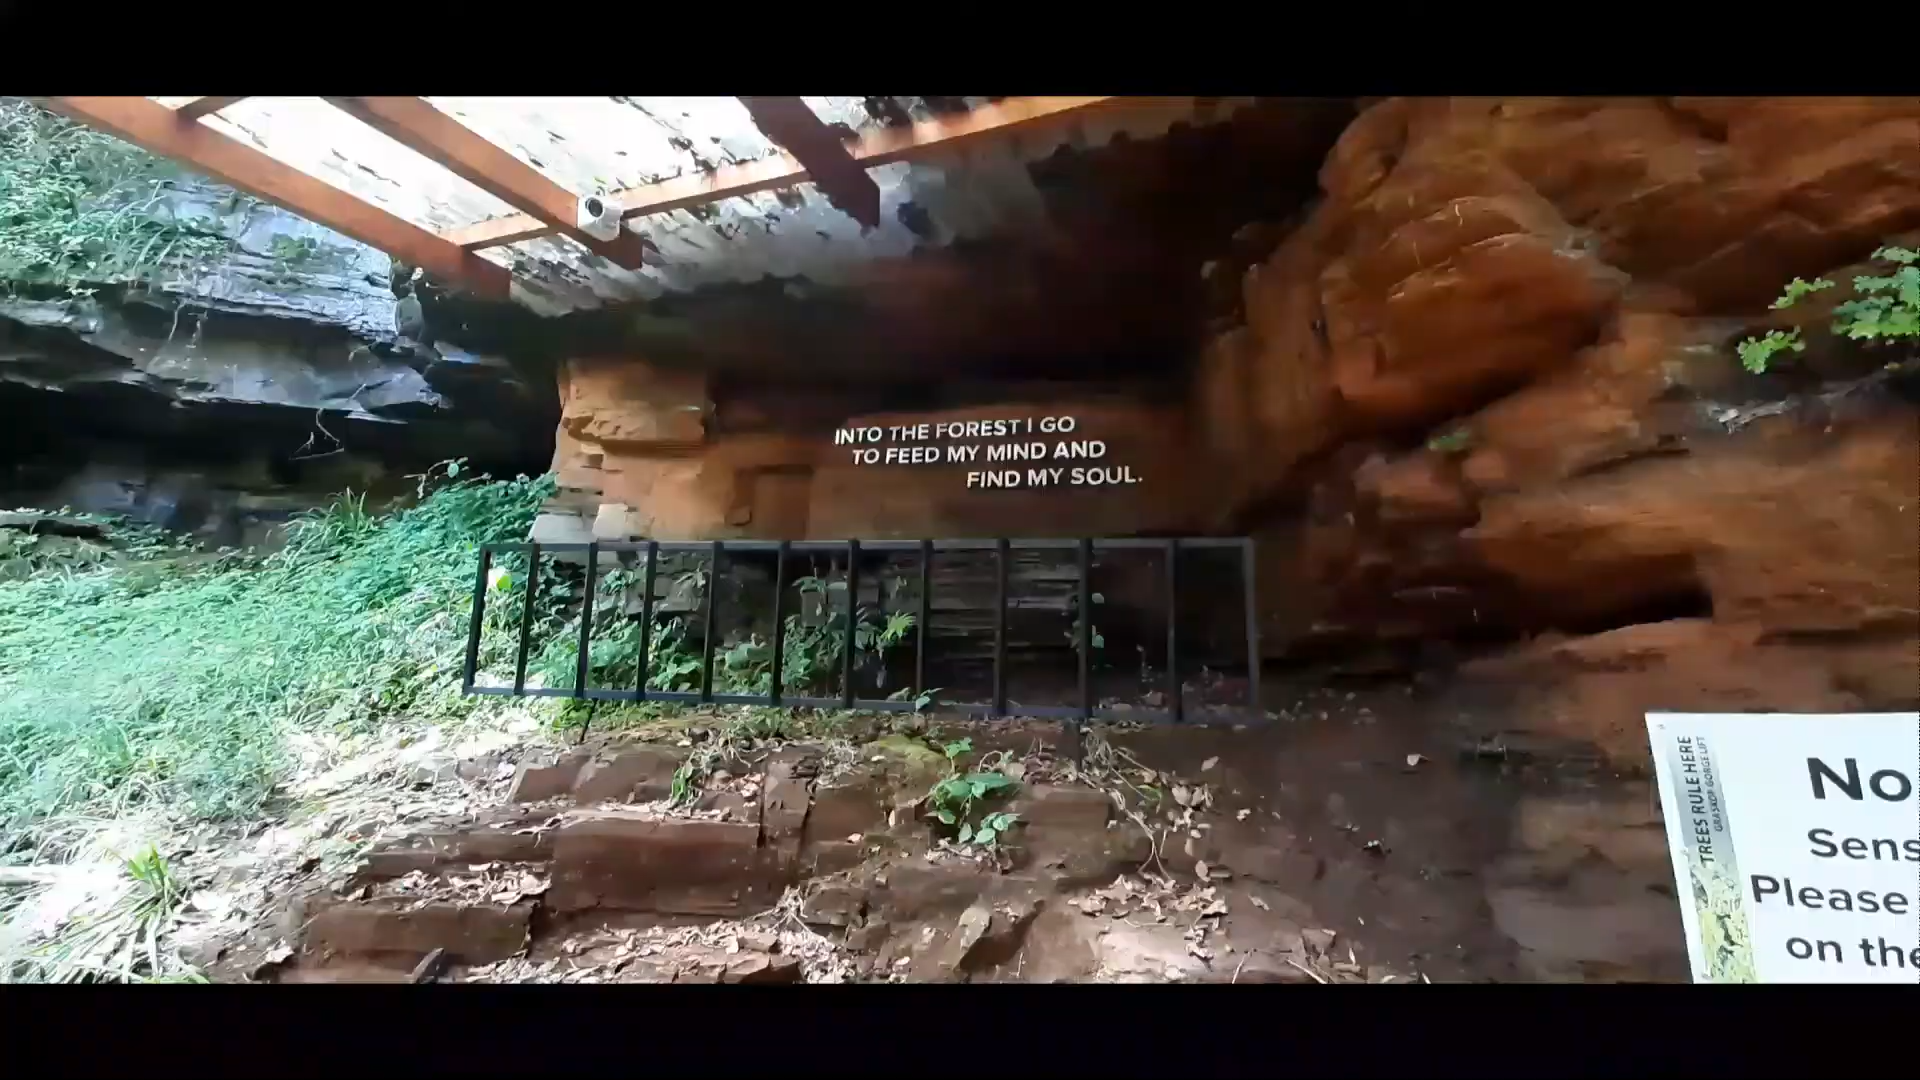 INTO THE FOREST I GO
TO FEED MY MIND AND
FIND MY SOUL.
TREES RULE HERE
GRASKOP GORGE LIFT
No
Sens
Please
on the